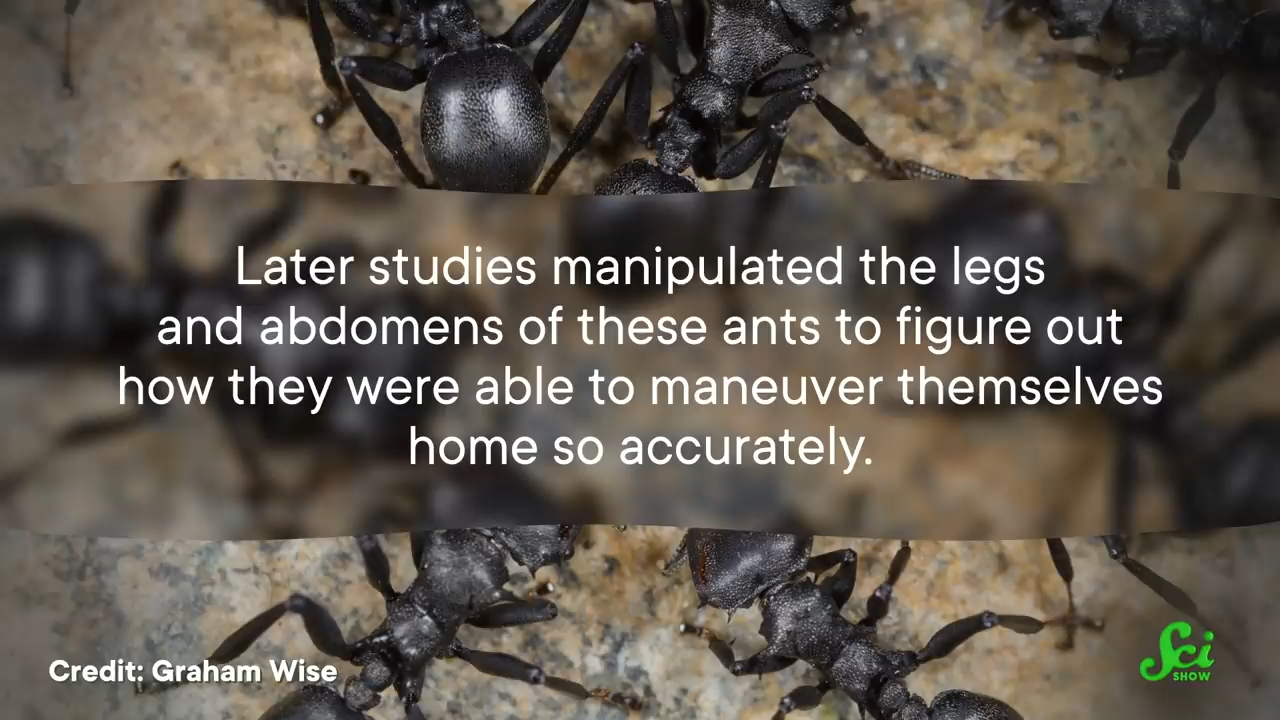 Later studies manipulated the legs
and abdomens of these ants to figure out
how they were able to maneuver themselves
home so accurately.
Credit: Graham Wise
Sci
SHOW